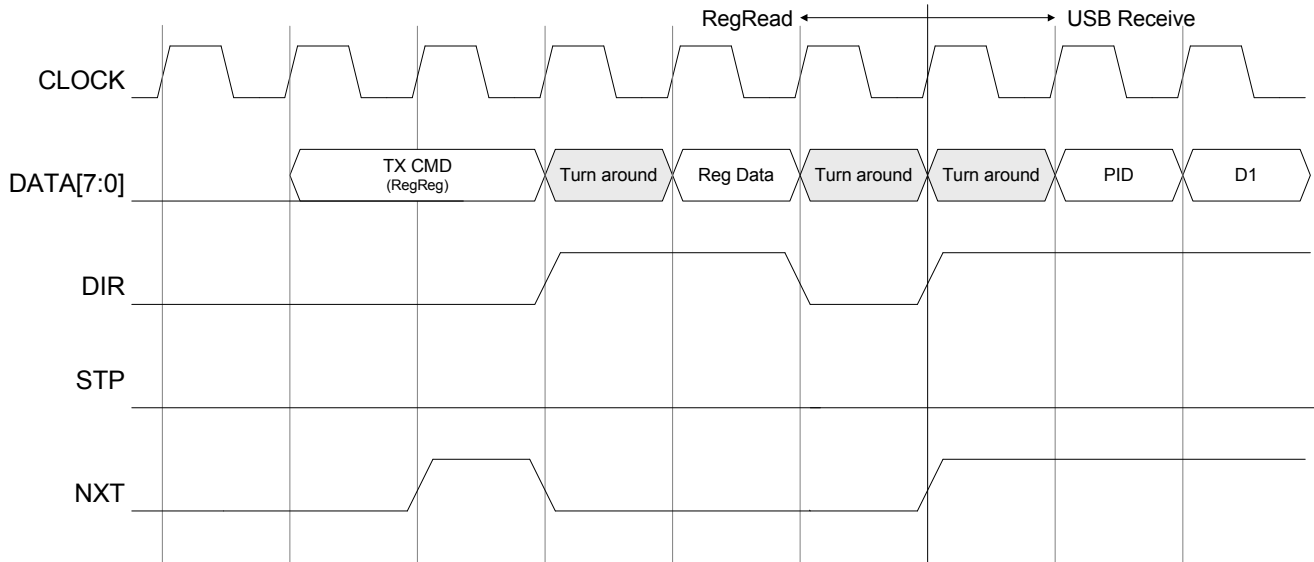 RegRead USB Receive
CLOCK
DATA[7:0]
TX CMD
(RegReg)
Turn around
Reg Data
Turn around
Turn around
PID
D1
DIR
STP
NXT